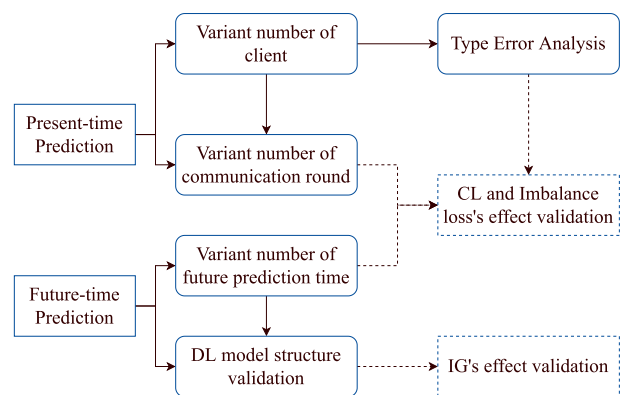 Variant number of
client
Type Error Analysis
Present-time
Prediction
Variant number of
communication round
CL and Imbalance
loss's effect validation
Variant number of
future prediction time
Future-time
Prediction
DL model structure
validation
IG's effect validation